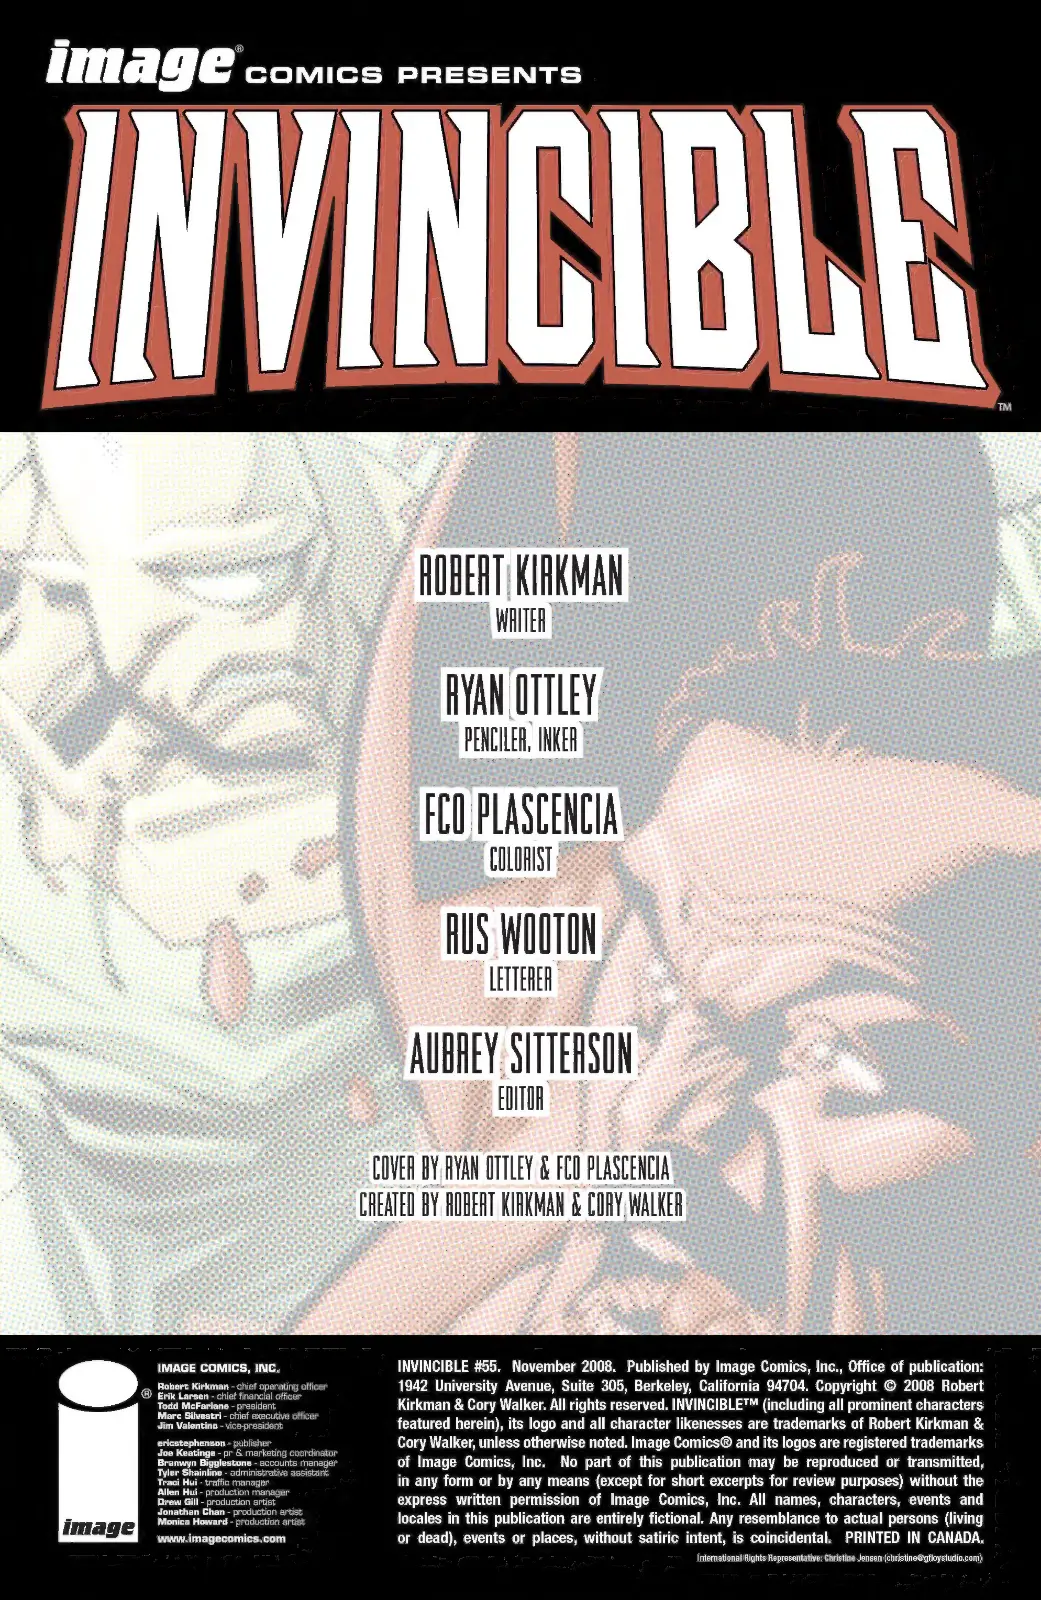 image® COMICS PRESENTS
INVINCIBLE™
ROBERT KIRKMAN
WRITER
RYAN OTTLEY
PENCILER, INKER
FCO PLASCENCIA
COLORIST
RUS WOOTON
LETTERER
AUBREY SITTERSON
EDITOR
COVER BY RYAN OTTLEY & FCO PLASCENCIA
CREATED BY ROBERT KIRKMAN & CORY WALKER
image ®
IMAGE COMICS, INC.
Robert Kirkman - chief operating officer
Erik Larsen - chief financial officer
Todd McFarlane - president
Marc Silvestri - chief executive officer
Jim Valentino - vice-president
ericstephenson - publisher
Joe Keatinge - pr & marketing coordinator
Branwyn Bigglestone - accounts manager
Tyler Shainline - administrative assistant
Traci Hui - traffic manager
Allen Hui - production manager
Drew Gill - production artist
Jonathan Chan - production artist
Monica Howard - production artist
www.imagecomics.com
INVINCIBLE #55. November 2008. Published by Image Comics, Inc., Office of publication:
1942 University Avenue, Suite 305, Berkeley, California 94704. Copyright © 2008 Robert
Kirkman & Cory Walker. All rights reserved. INVINCIBLE™ (including all prominent characters
featured herein), its logo and all character likenesses are trademarks of Robert Kirkman &
Cory Walker, unless otherwise noted. Image Comics® and its logos are registered trademarks
of Image Comics, Inc. No part of this publication may be reproduced or transmitted,
in any form or by any means (except for short excerpts for review purposes) without the
express written permission of Image Comics, Inc. All names, characters, events and
locales in this publication are entirely fictional. Any resemblance to actual persons (living
or dead), events or places, without satiric intent, is coincidental. PRINTED IN CANADA.
International Rights Representative: Christine Jensen (christine@gfloystudio.com)